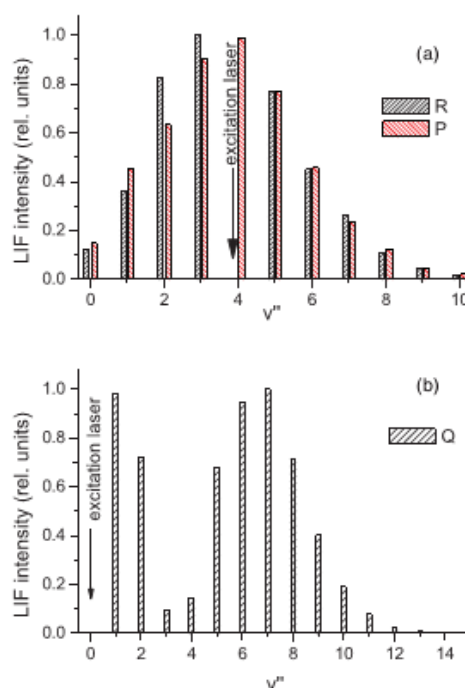 (a)
LIF intensity (rel. units)
1.0
0.8
0.6
0.4
0.2
0.0
R
P
excitation laser
0 2 4 6 8 10
v"
(b)
LIF intensity (rel. units)
1.0
0.8
0.6
0.4
0.2
0.0
Q
excitation laser
0 2 4 6 8 10 12 14
v"